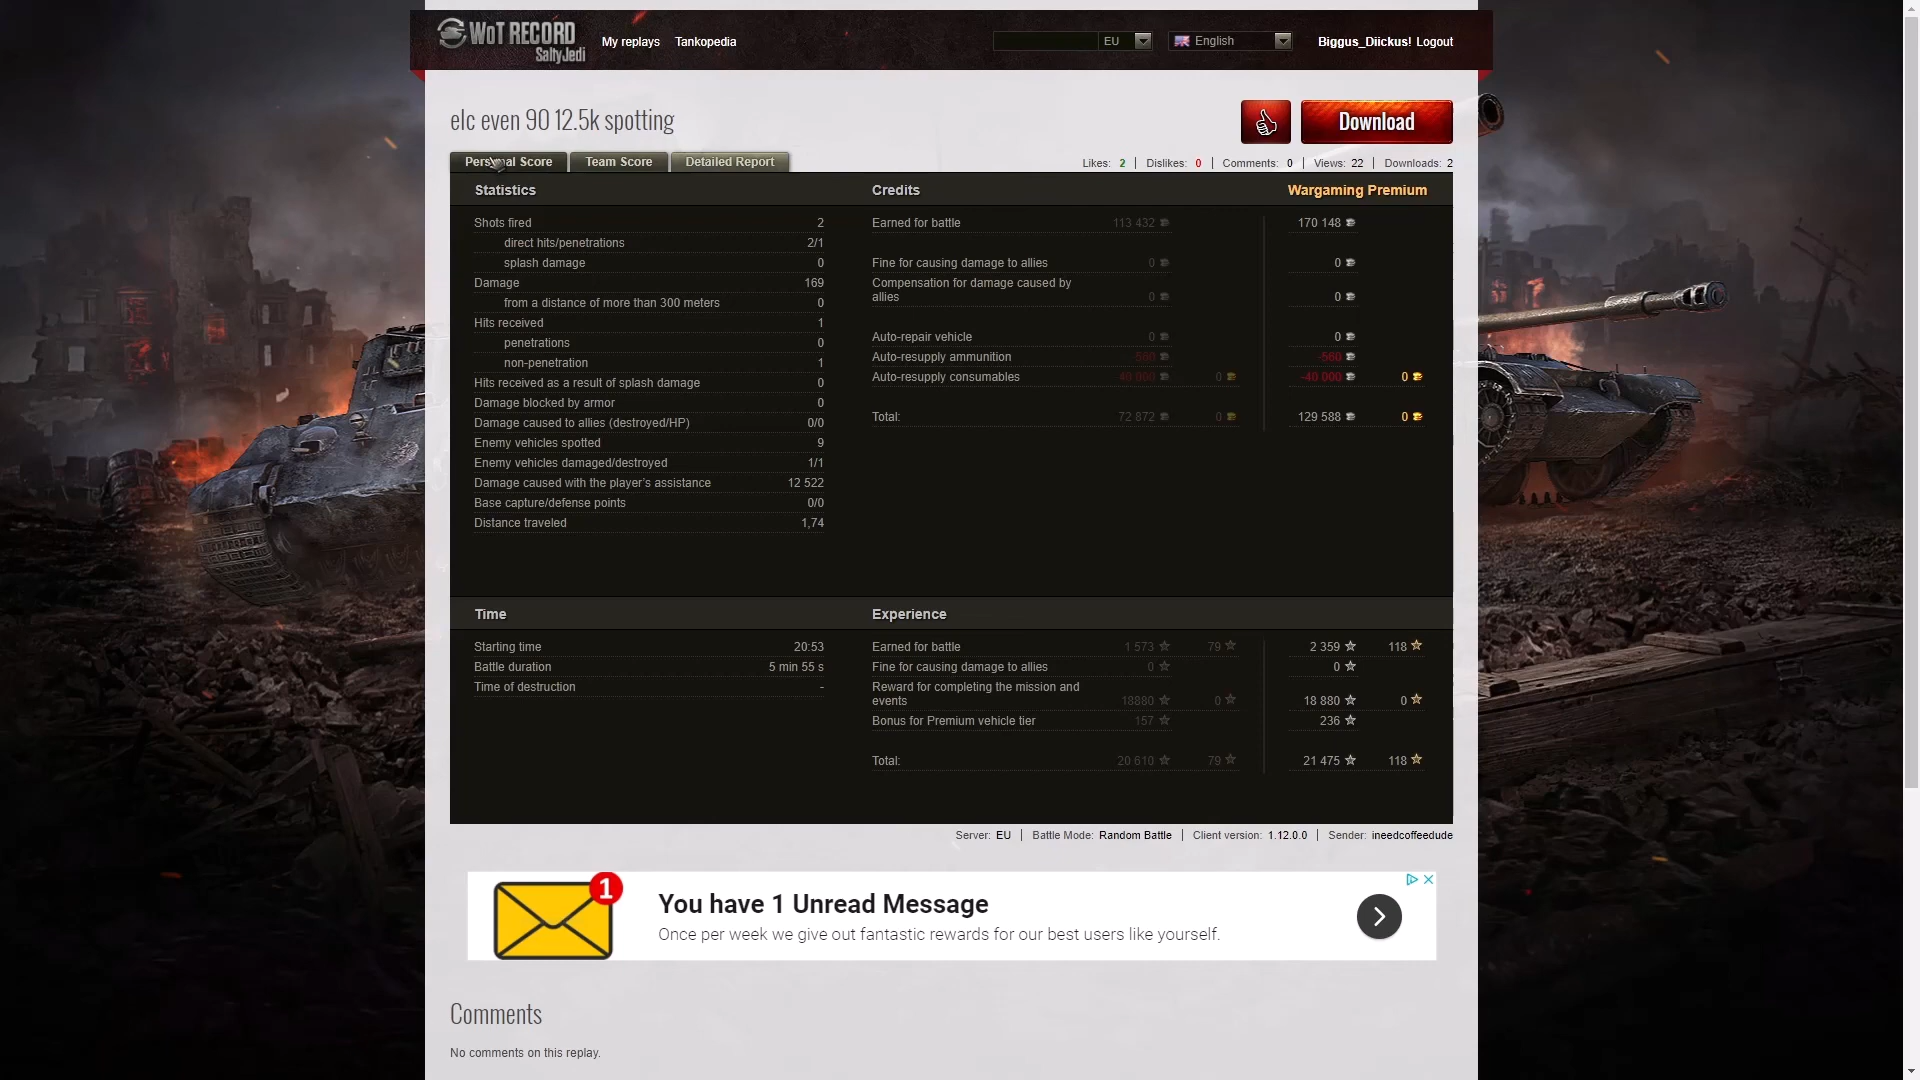 WoT RECORD
SaltyJedi
My replays Tankopedia
EU English Biggus_Diickus! Logout
elc even 90 12.5k spotting
Download
Personal Score Team Score Detailed Report
Likes: 2 | Dislikes: 0 | Comments: 0 | Views: 22 | Downloads: 2
Statistics Credits Wargaming Premium
Shots fired 2
direct hits/penetrations 2/1
splash damage 0
Damage 169
from a distance of more than 300 meters 0
Hits received 1
penetrations 0
non-penetration 1
Hits received as a result of splash damage 0
Damage blocked by armor 0
Damage caused to allies (destroyed/HP) 0/0
Enemy vehicles spotted 9
Enemy vehicles damaged/destroyed 1/1
Damage caused with the player's assistance 12 522
Base capture/defense points 0/0
Distance traveled 1,74
Earned for battle 113 432 170 148
Fine for causing damage to allies 0 0
Compensation for damage caused by
allies 0 0
Auto-repair vehicle 0 0
Auto-resupply ammunition -560 -560
Auto-resupply consumables -40 000 0 -40 000 0
Total: 72 872 0 129 588 0
Time Experience
Starting time 20:53
Battle duration 5 min 55 s
Time of destruction -
Earned for battle 1 573 79 2 359 118
Fine for causing damage to allies 0 0
Reward for completing the mission and
events 18880 0 18 880 0
Bonus for Premium vehicle tier 157 236
Total: 20 610 79 21 475 118
Server: EU | Battle Mode: Random Battle | Client version: 1.12.0.0 | Sender: ineedcoffeedude
1
You have 1 Unread Message
Once per week we give out fantastic rewards for our best users like yourself.
Comments
No comments on this replay.